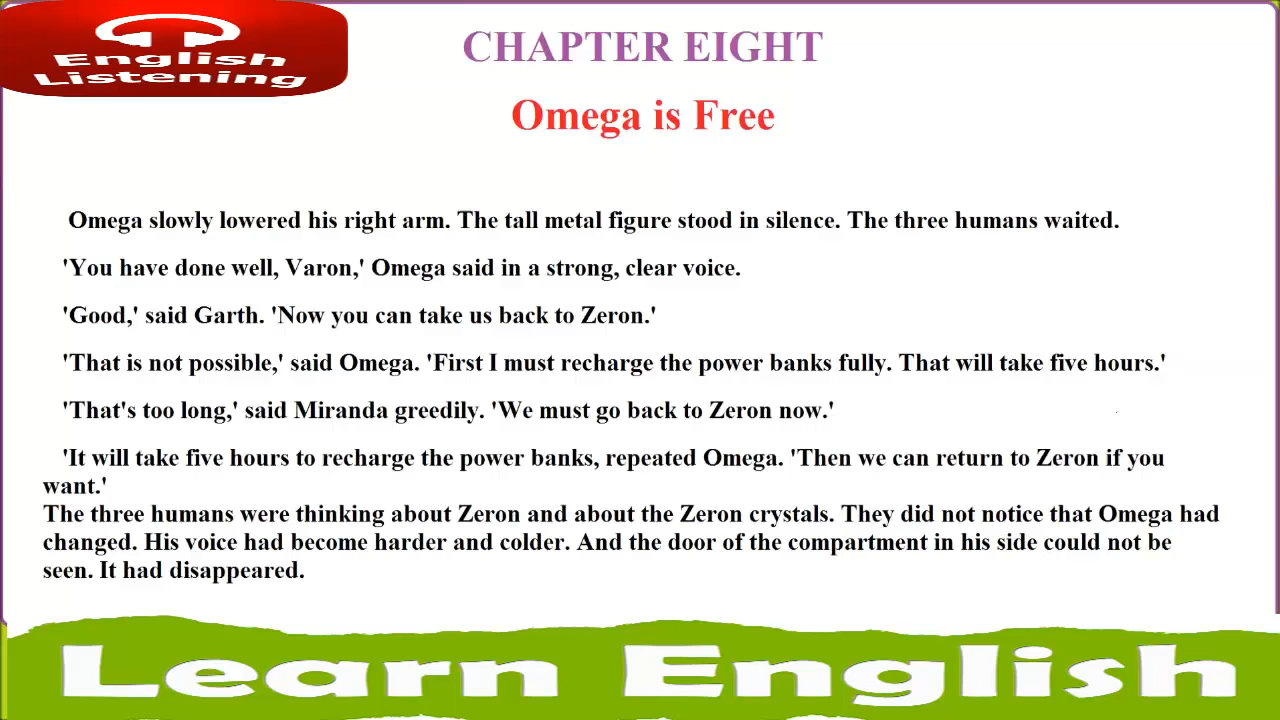 English
Listening
CHAPTER EIGHT
Omega is Free
Omega slowly lowered his right arm. The tall metal figure stood in silence. The three humans waited.
'You have done well, Varon,' Omega said in a strong, clear voice.
'Good,' said Garth. 'Now you can take us back to Zeron.'
'That is not possible,' said Omega. 'First I must recharge the power banks fully. That will take five hours.'
'That's too long,' said Miranda greedily. 'We must go back to Zeron now.'
'It will take five hours to recharge the power banks, repeated Omega. 'Then we can return to Zeron if you
want.'
The three humans were thinking about Zeron and about the Zeron crystals. They did not notice that Omega had
changed. His voice had become harder and colder. And the door of the compartment in his side could not be
seen. It had disappeared.
Learn English